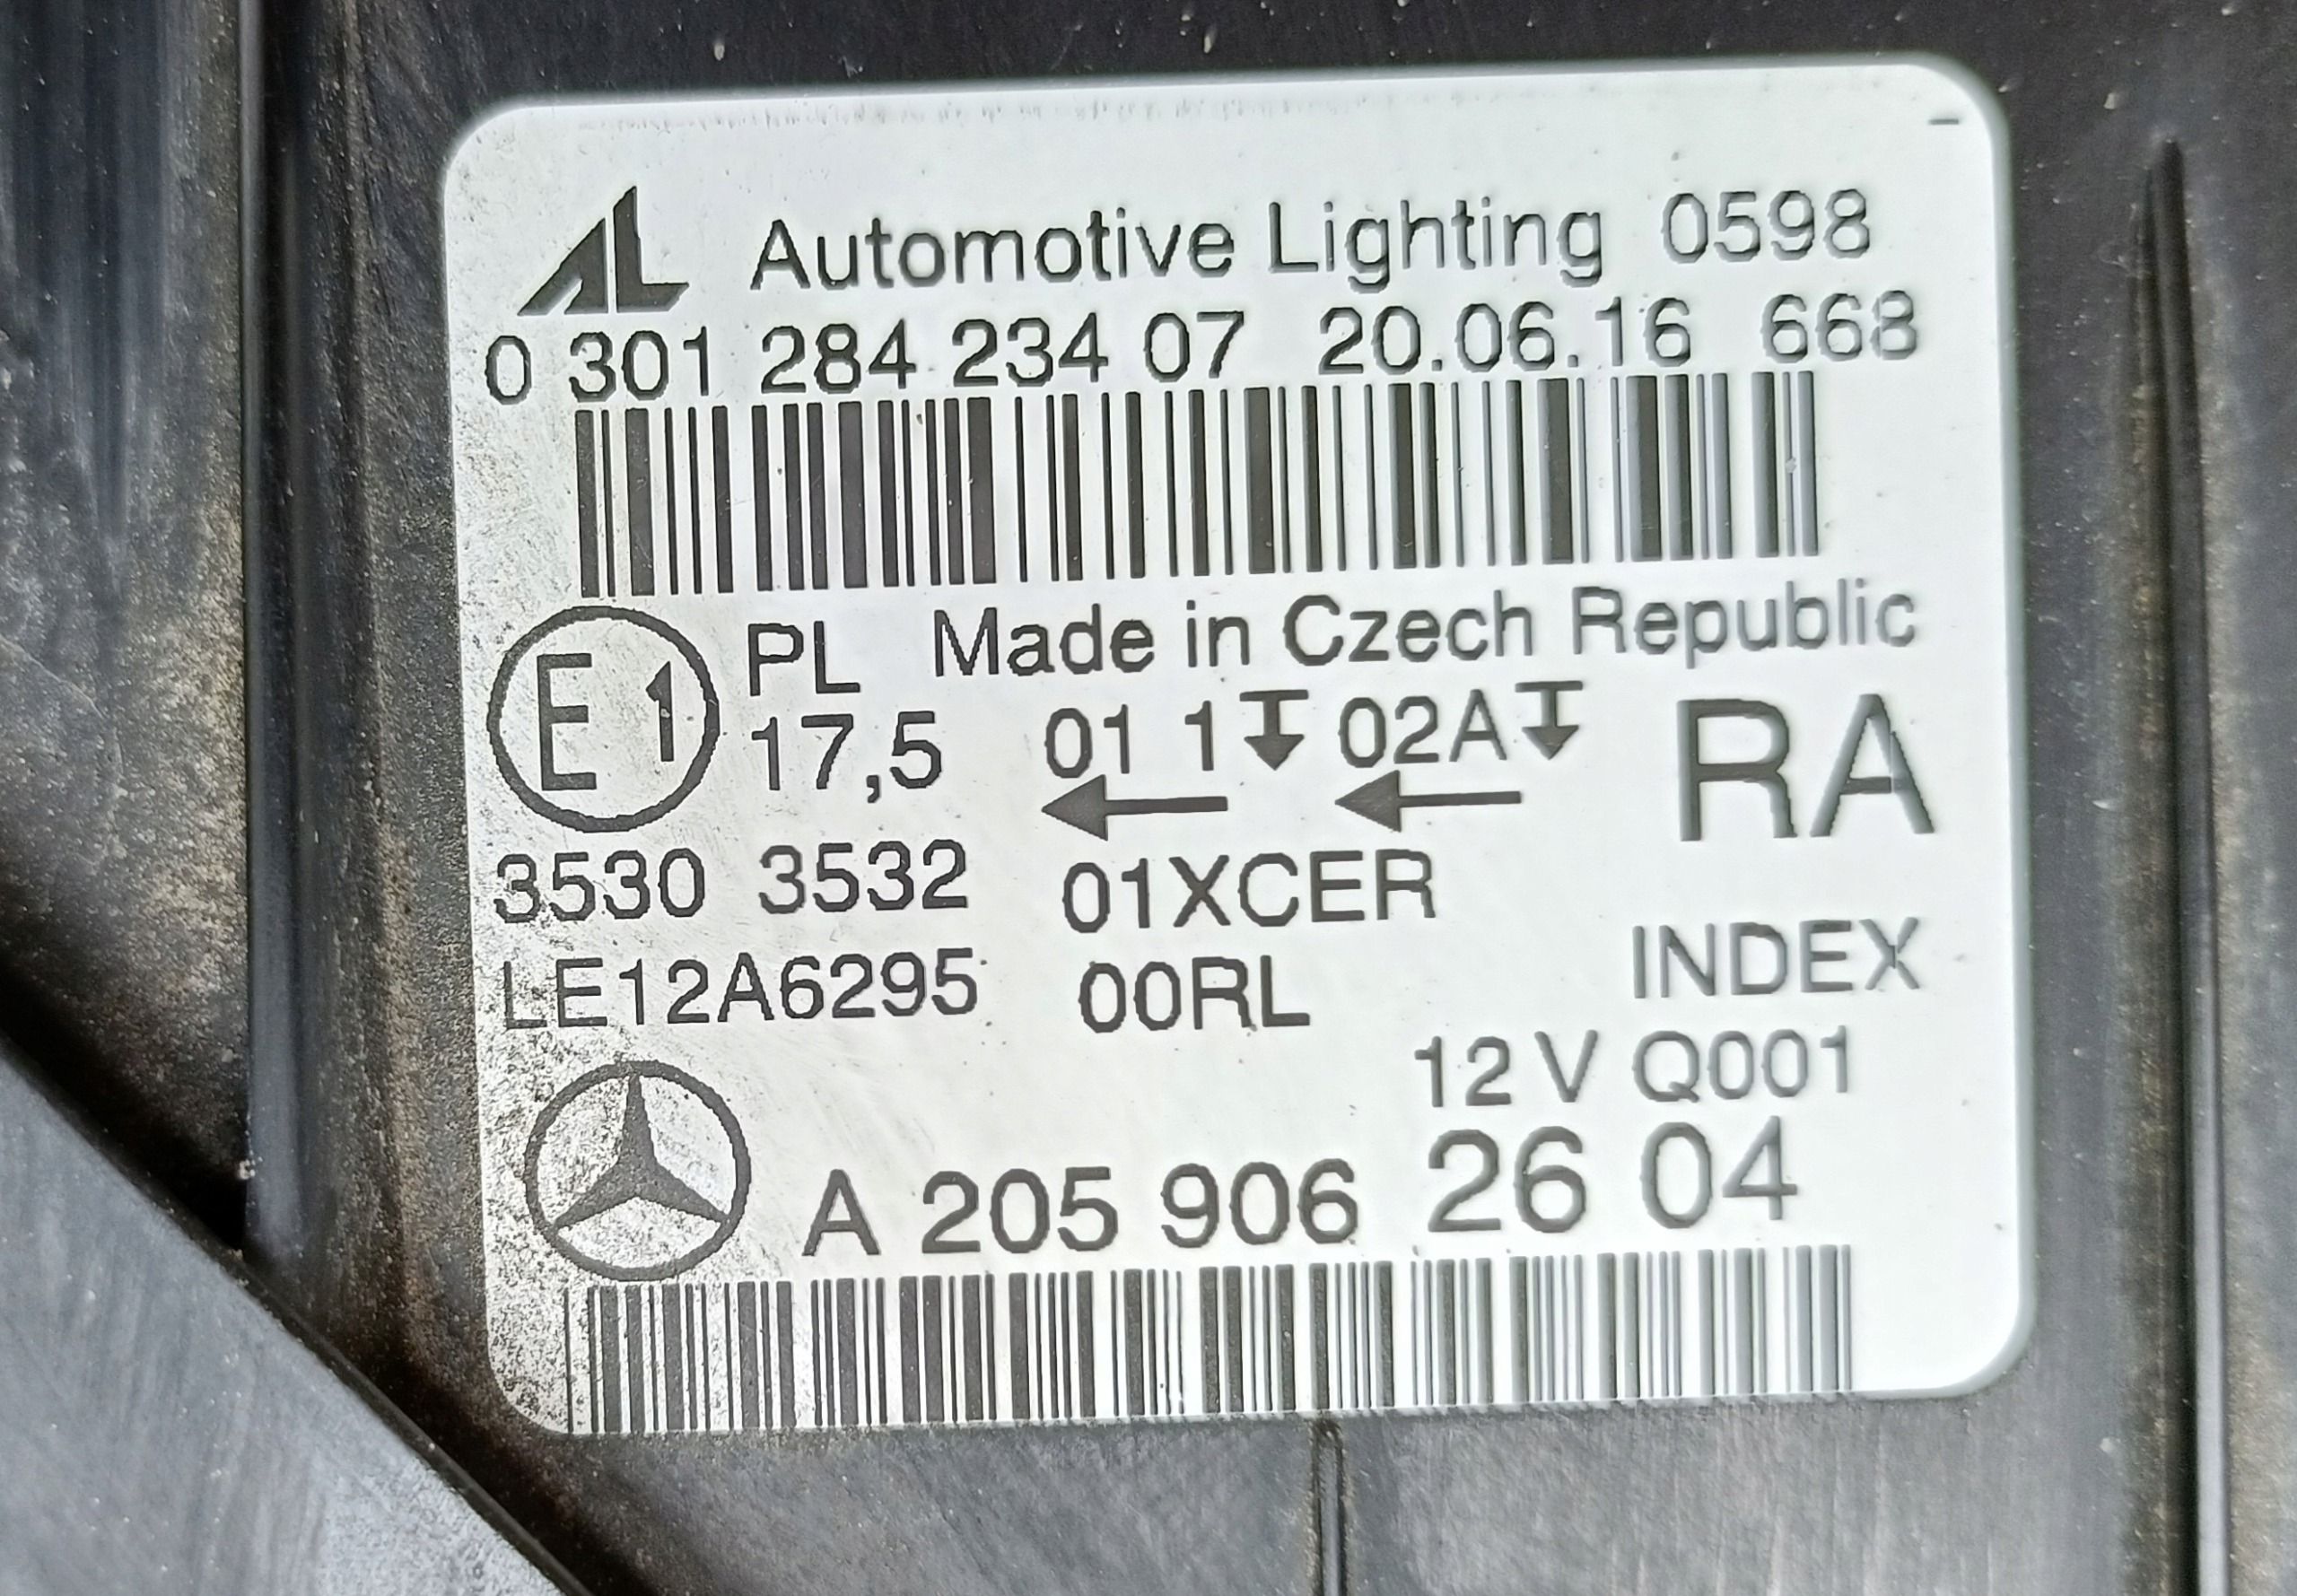 AL Automotive Lighting 0598
0 301 284 234 07 20.06.16 668
E1 PL Made in Czech Republic
17,5 01 1 02A RA
3530 3532 01XCER
INDEX
LE12A6295 00RL
12 V Q001
A 205 906 26 04